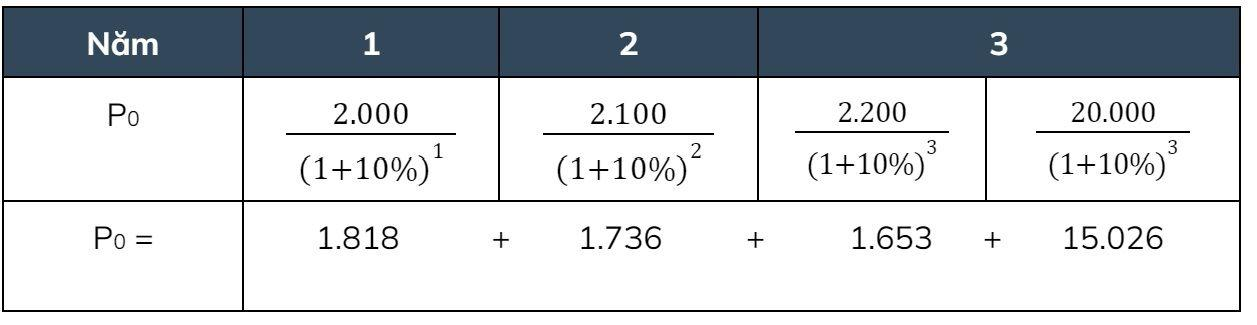 Năm 1 2 3
P₀ 2.000/(1+10%)¹ 2.100/(1+10%)² 2.200/(1+10%)³ 20.000/(1+10%)³
P₀ = 1.818 + 1.736 + 1.653 + 15.026